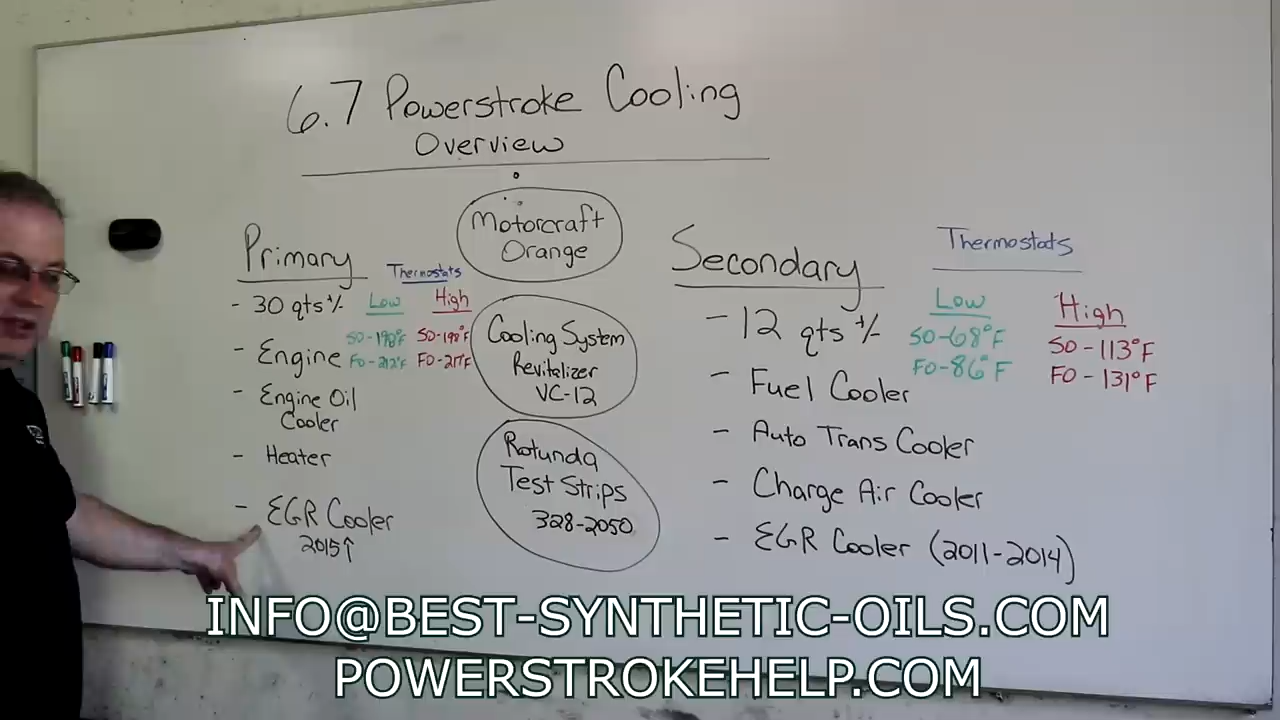 6.7 Powerstroke Cooling
Overview
Motorcraft
Orange
Cooling System
Revitalizer
VC-12
Rotunda
Test Strips
328-2050
Primary
Thermostats
- 30 qts +/-
Low
High
SO-190°F
SO-198°F
- Engine
FO-212°F
FO-217°F
- Engine Oil
Cooler
- Heater
- EGR Cooler
2015↑
Secondary
Thermostats
- 12 qts +/-
Low
High
SO-68°F
SO-113°F
FO-86°F
FO-131°F
- Fuel Cooler
- Auto Trans Cooler
- Charge Air Cooler
- EGR Cooler (2011-2014)
INFO@BEST-SYNTHETIC-OILS.COM
POWERSTROKEHELP.COM